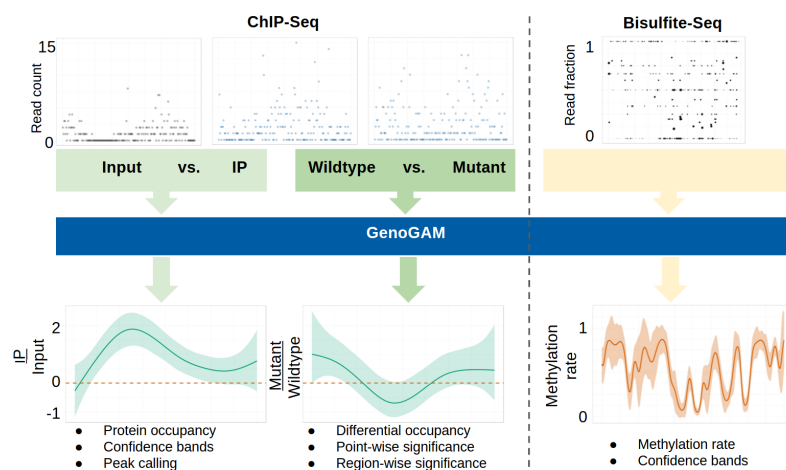 ChIP-Seq
Bisulfite-Seq
15
Read count
0
1
Read fraction
0
Input vs. IP
Wildtype vs. Mutant
GenoGAM
IP
Input
2
0
-1
Mutant
Wildtype
Methylation
rate
1
0
● Protein occupancy
● Confidence bands
● Peak calling
● Differential occupancy
● Point-wise significance
● Region-wise significance
● Methylation rate
● Confidence bands